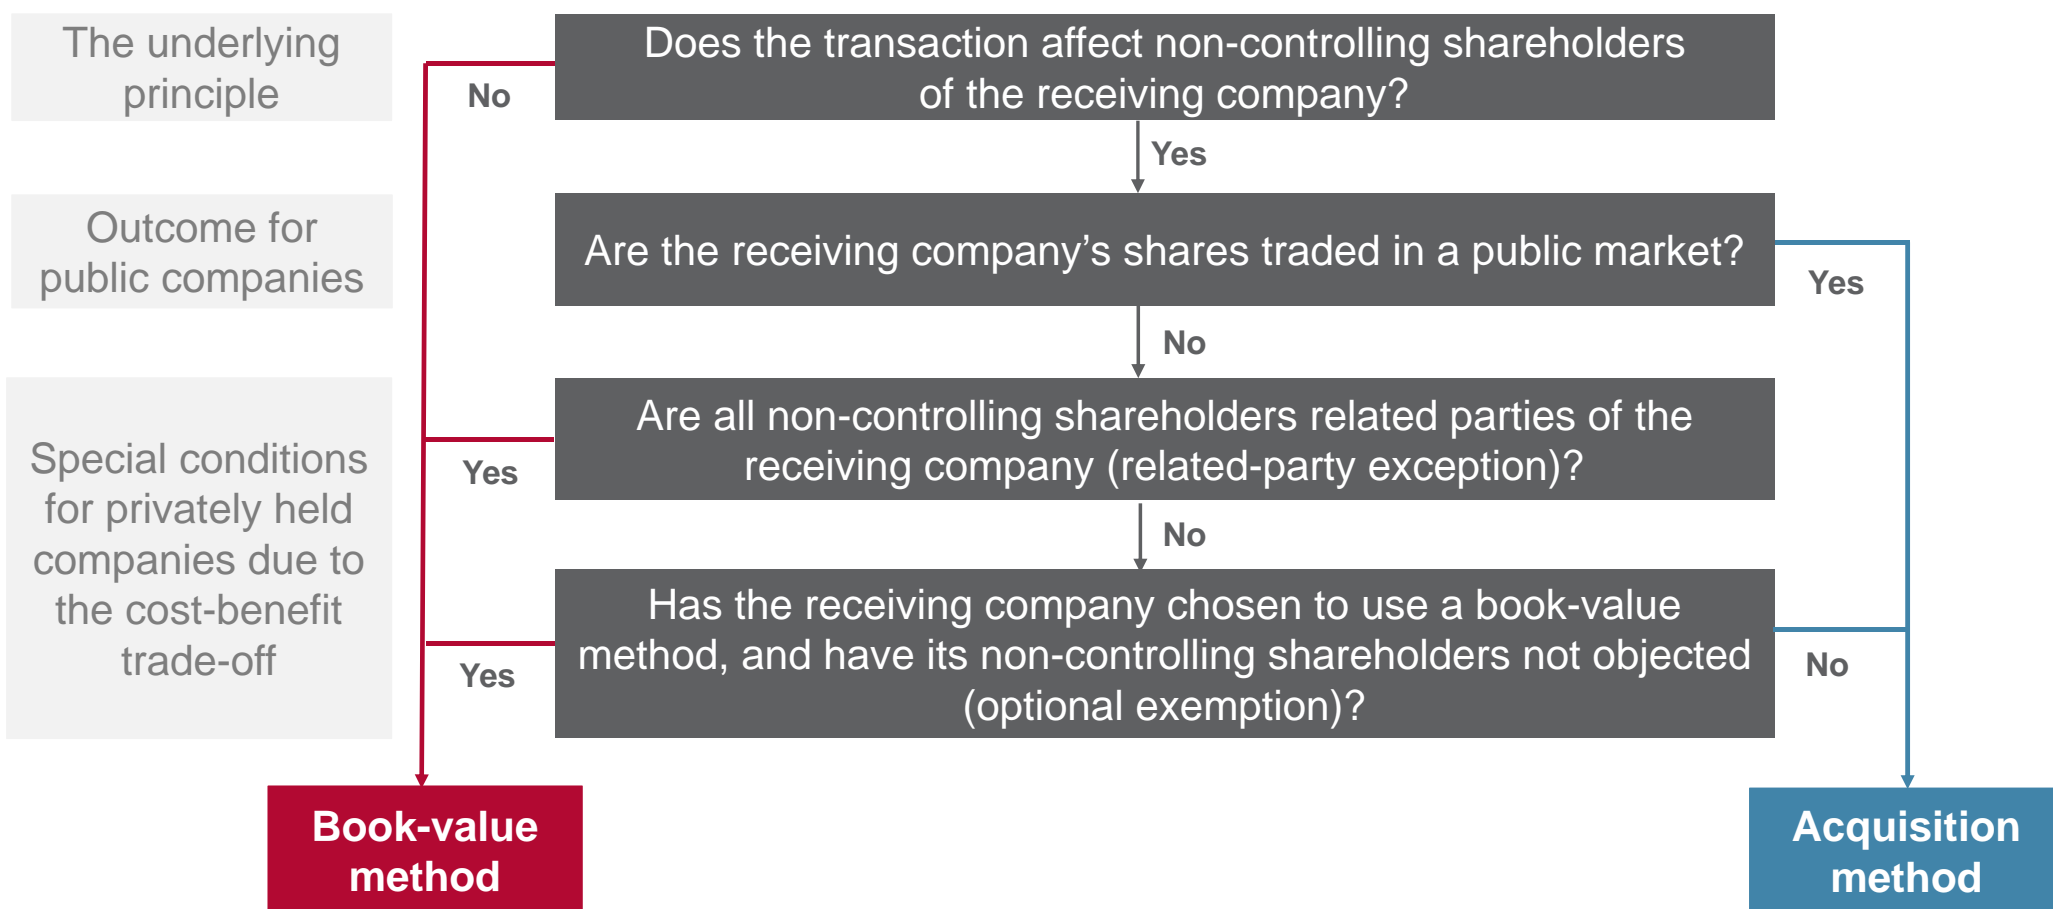 The underlying
principle
Does the transaction affect non-controlling shareholders
of the receiving company?
No
Yes
Outcome for
public companies
Are the receiving company’s shares traded in a public market?
Yes
No
Special conditions
for privately held
companies due to
the cost-benefit
trade-off
Are all non-controlling shareholders related parties of the
receiving company (related-party exception)?
Yes
No
Has the receiving company chosen to use a book-value
method, and have its non-controlling shareholders not objected
(optional exemption)?
Yes
No
Book-value
method
Acquisition
method